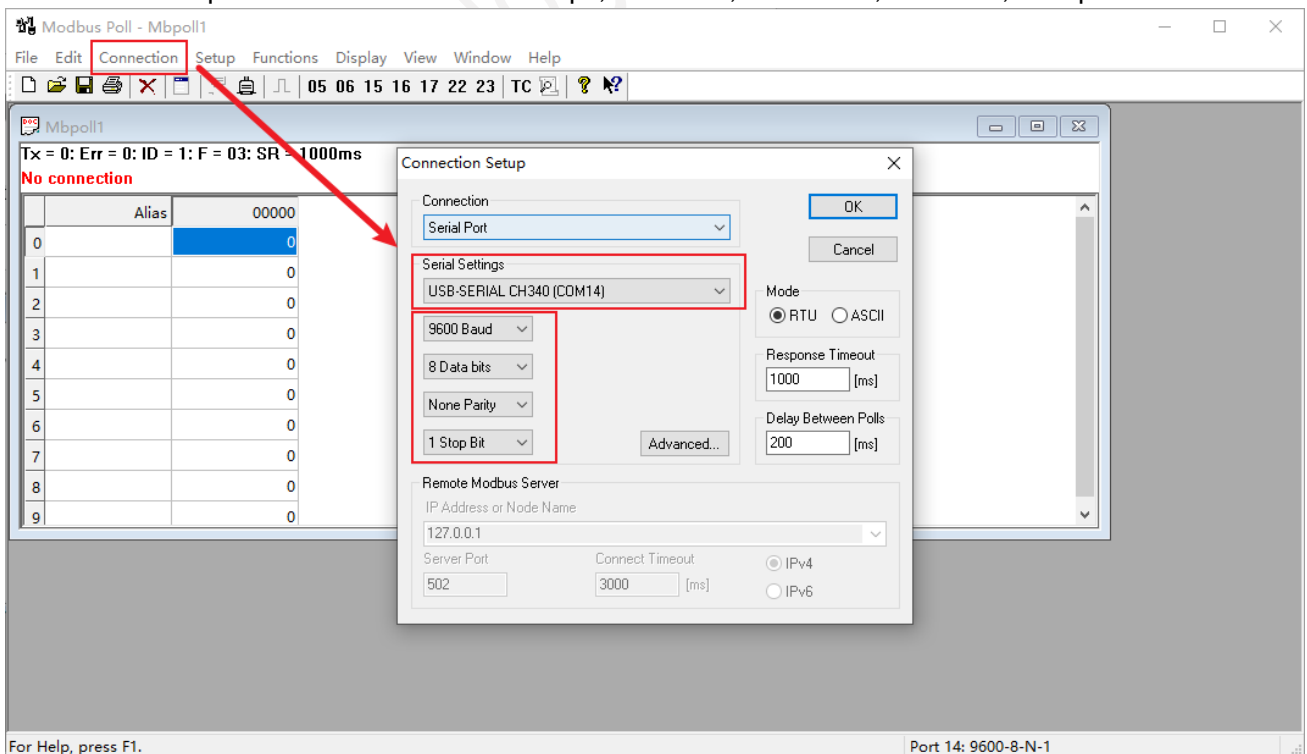 Modbus Poll - Mbpoll1
File Edit Connection Setup Functions Display View Window Help
05 06 15 16 17 22 23 TC
Mbpoll1
Tx = 0: Err = 0: ID = 1: F = 03: SR = 1000ms
No connection
Alias 00000
0 0
1 0
2 0
3 0
4 0
5 0
6 0
7 0
8 0
9 0
Connection Setup
Connection
Serial Port
OK
Cancel
Serial Settings
USB-SERIAL CH340 (COM14)
9600 Baud
8 Data bits
None Parity
1 Stop Bit
Advanced...
Mode
RTU ASCII
Response Timeout
1000 [ms]
Delay Between Polls
200 [ms]
Remote Modbus Server
IP Address or Node Name
127.0.0.1
Server Port Connect Timeout
502 3000 [ms]
IPv4
IPv6
For Help, press F1. Port 14: 9600-8-N-1